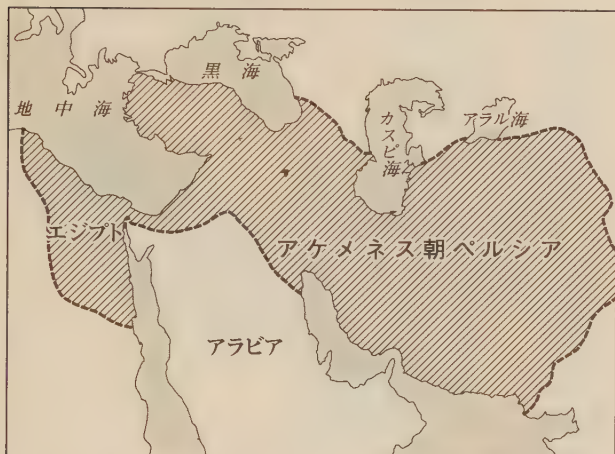 黒海
地中海
カスピ海
アラル海
エジプト
アケメネス朝ペルシア
アラビア